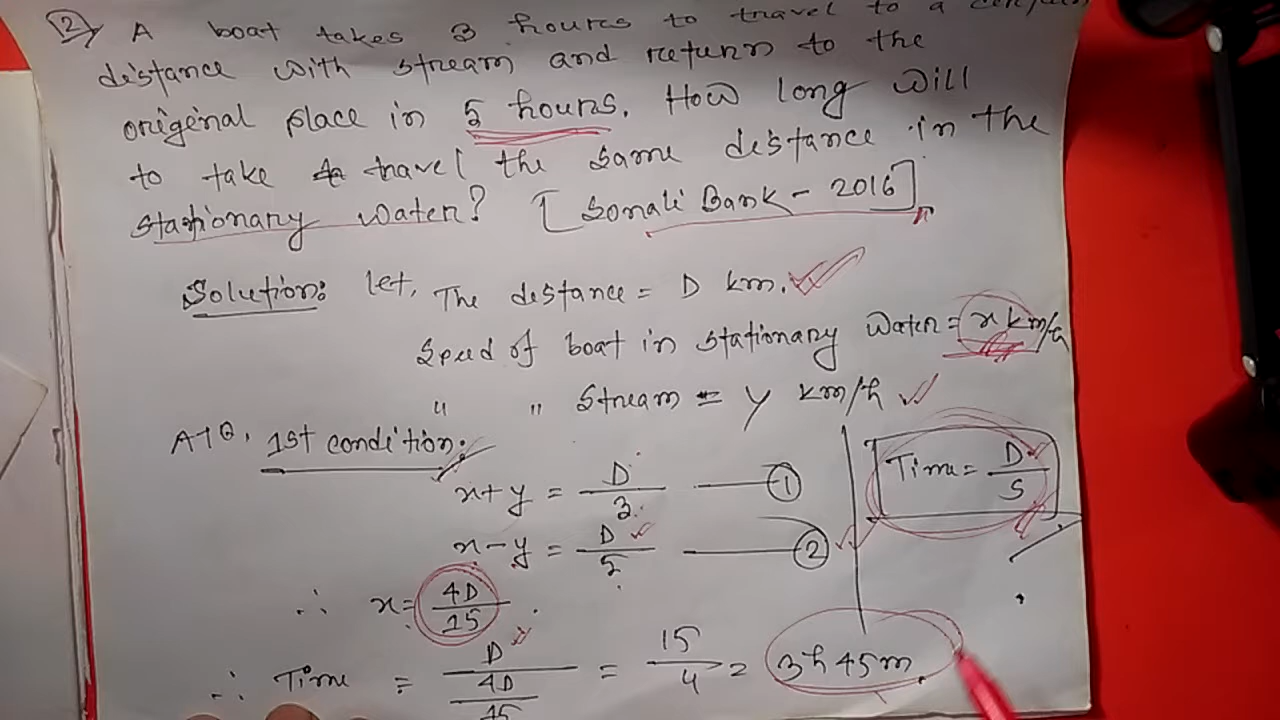 2) A boat takes 3 hours to travel to a certain
distance with stream and return to the
original place in 5 hours. How long will
to take travel the same distance in the
stationary water? [Sonali Bank - 2016]
Solution: let, The distance = D km.
Speed of boat in stationary water = x km/h
" " Stream = y km/h
ATQ, 1st condition:
x+y = D/3 —— ①
x-y = D/5 —— ②
Time = D/S
∴ x = 4D/15 .
∴ Time = D/(4D/15) = 15/4 = 3h 45m